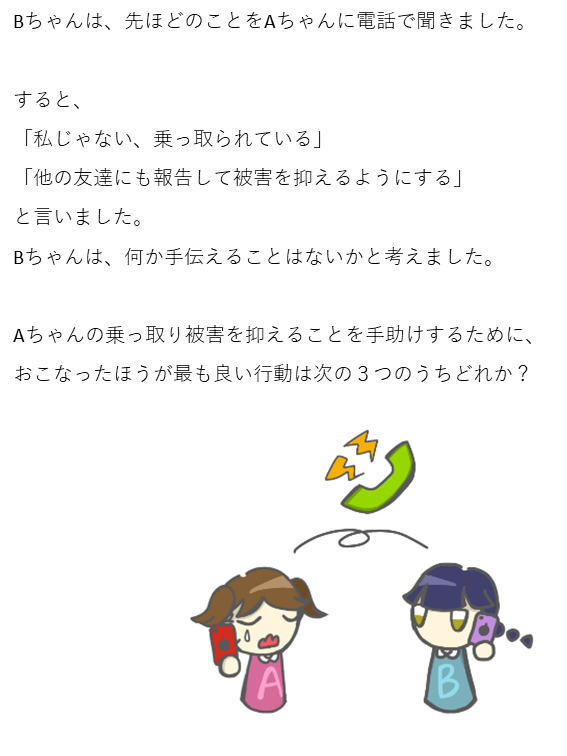 Bちゃんは、先ほどのことをAちゃんに電話で聞きました。
すると、
「私じゃない、乗っ取られている」
「他の友達にも報告して被害を抑えるようにする」
と言いました。
Bちゃんは、何か手伝えることはないかと考えました。
Aちゃんの乗っ取り被害を抑えることを手助けするために、
おこなったほうが最も良い行動は次の３つのうちどれか？
A
B